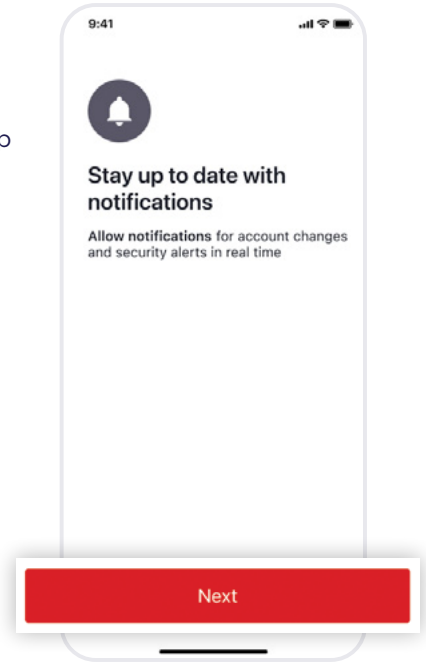 9:41
Stay up to date with
notifications
Allow notifications for account changes
and security alerts in real time
Next